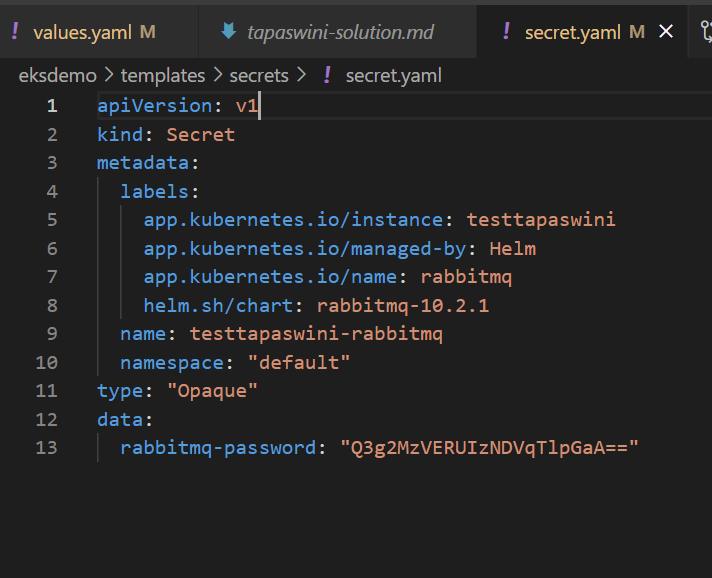 ! values.yaml M tapaswini-solution.md ! secret.yaml M
eksdemo > templates > secrets > ! secret.yaml
1 apiVersion: v1
2 kind: Secret
3 metadata:
4 labels:
5 app.kubernetes.io/instance: testtapaswini
6 app.kubernetes.io/managed-by: Helm
7 app.kubernetes.io/name: rabbitmq
8 helm.sh/chart: rabbitmq-10.2.1
9 name: testtapaswini-rabbitmq
10 namespace: "default"
11 type: "Opaque"
12 data:
13 rabbitmq-password: "Q3g2MzVERUIzNDVqTlpGaA=="